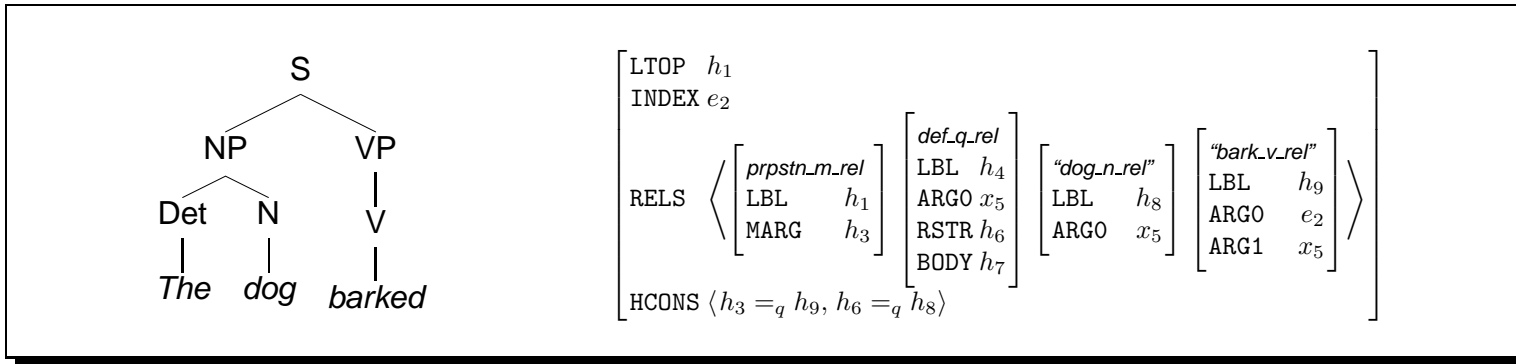 S
NP VP
Det N V
The dog barked
LTOP h1
INDEX e2
RELS ⟨ [prpstn_m_rel LBL h1 MARG h3] [def_q_rel LBL h4 ARG0 x5 RSTR h6 BODY h7] [“dog_n_rel” LBL h8 ARG0 x5] [“bark_v_rel” LBL h9 ARG0 e2 ARG1 x5] ⟩
HCONS ⟨h3 =q h9, h6 =q h8⟩